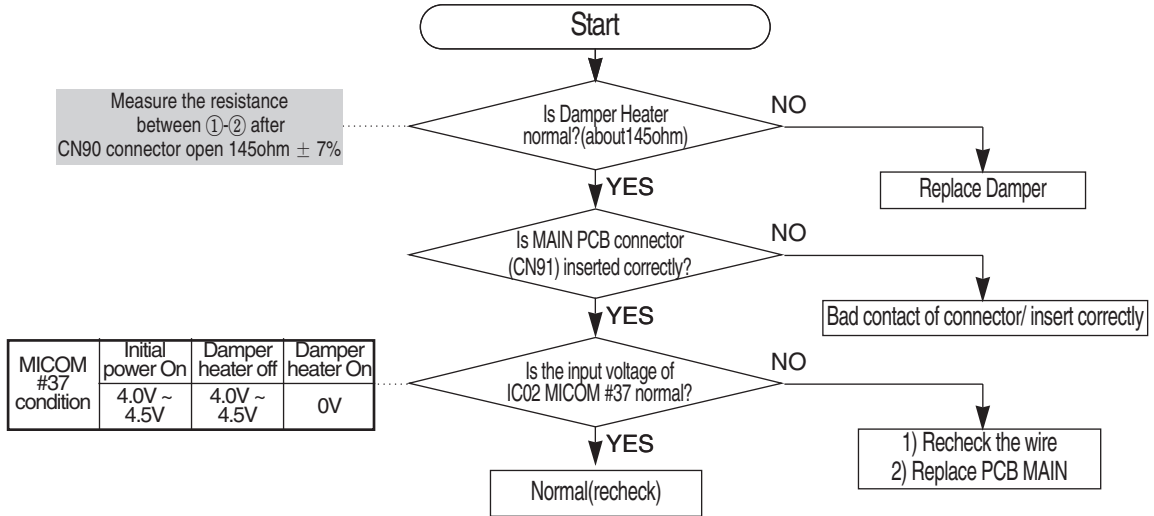 Start
Measure the resistance
between ①-② after
CN90 connector open 145ohm ± 7%
Is Damper Heater
normal?(about145ohm)
NO
Replace Damper
YES
Is MAIN PCB connector
(CN91) inserted correctly?
NO
Bad contact of connector/ insert correctly
YES
MICOM
#37
condition
Initial
power On
Damper
heater off
Damper
heater On
4.0V ~
4.5V
4.0V ~
4.5V
0V
Is the input voltage of
IC02 MICOM #37 normal?
NO
1) Recheck the wire
2) Replace PCB MAIN
YES
Normal(recheck)